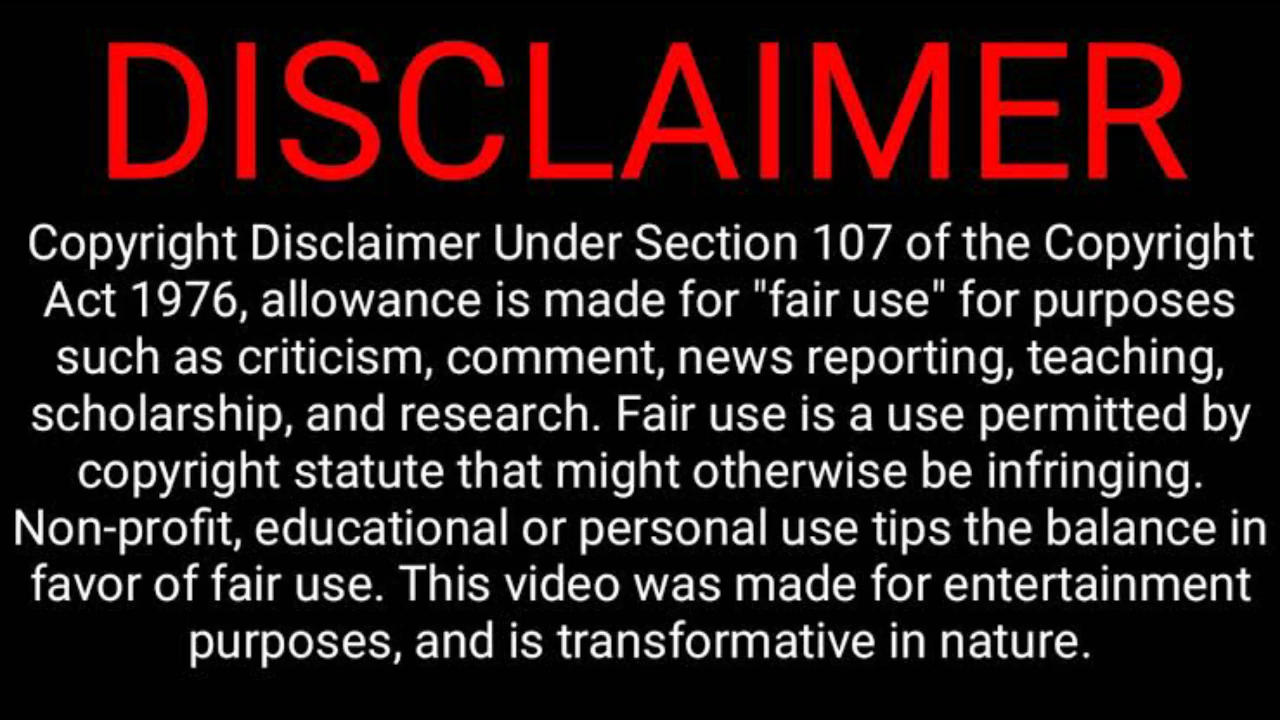 DISCLAIMER
Copyright Disclaimer Under Section 107 of the Copyright
Act 1976, allowance is made for "fair use" for purposes
such as criticism, comment, news reporting, teaching,
scholarship, and research. Fair use is a use permitted by
copyright statute that might otherwise be infringing.
Non-profit, educational or personal use tips the balance in
favor of fair use. This video was made for entertainment
purposes, and is transformative in nature.